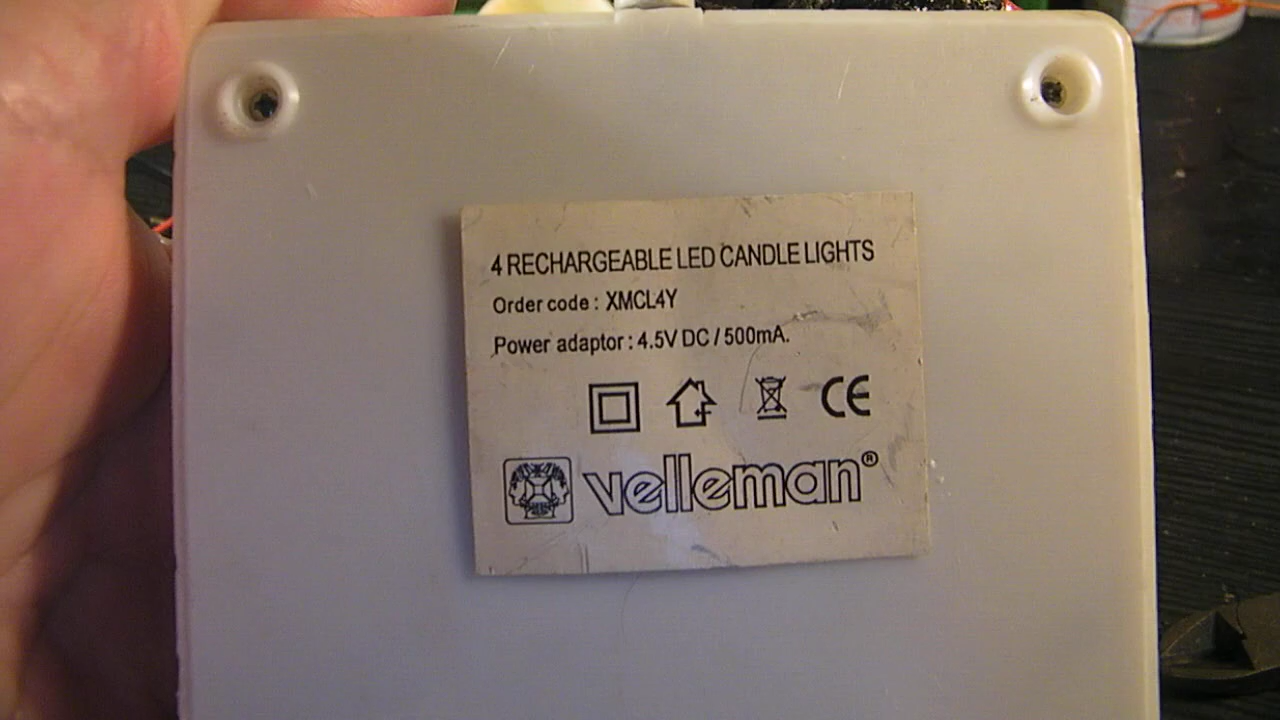 4 RECHARGEABLE LED CANDLE LIGHTS
Order code : XMCL4Y
Power adaptor : 4.5V DC / 500mA.
CE
velleman®